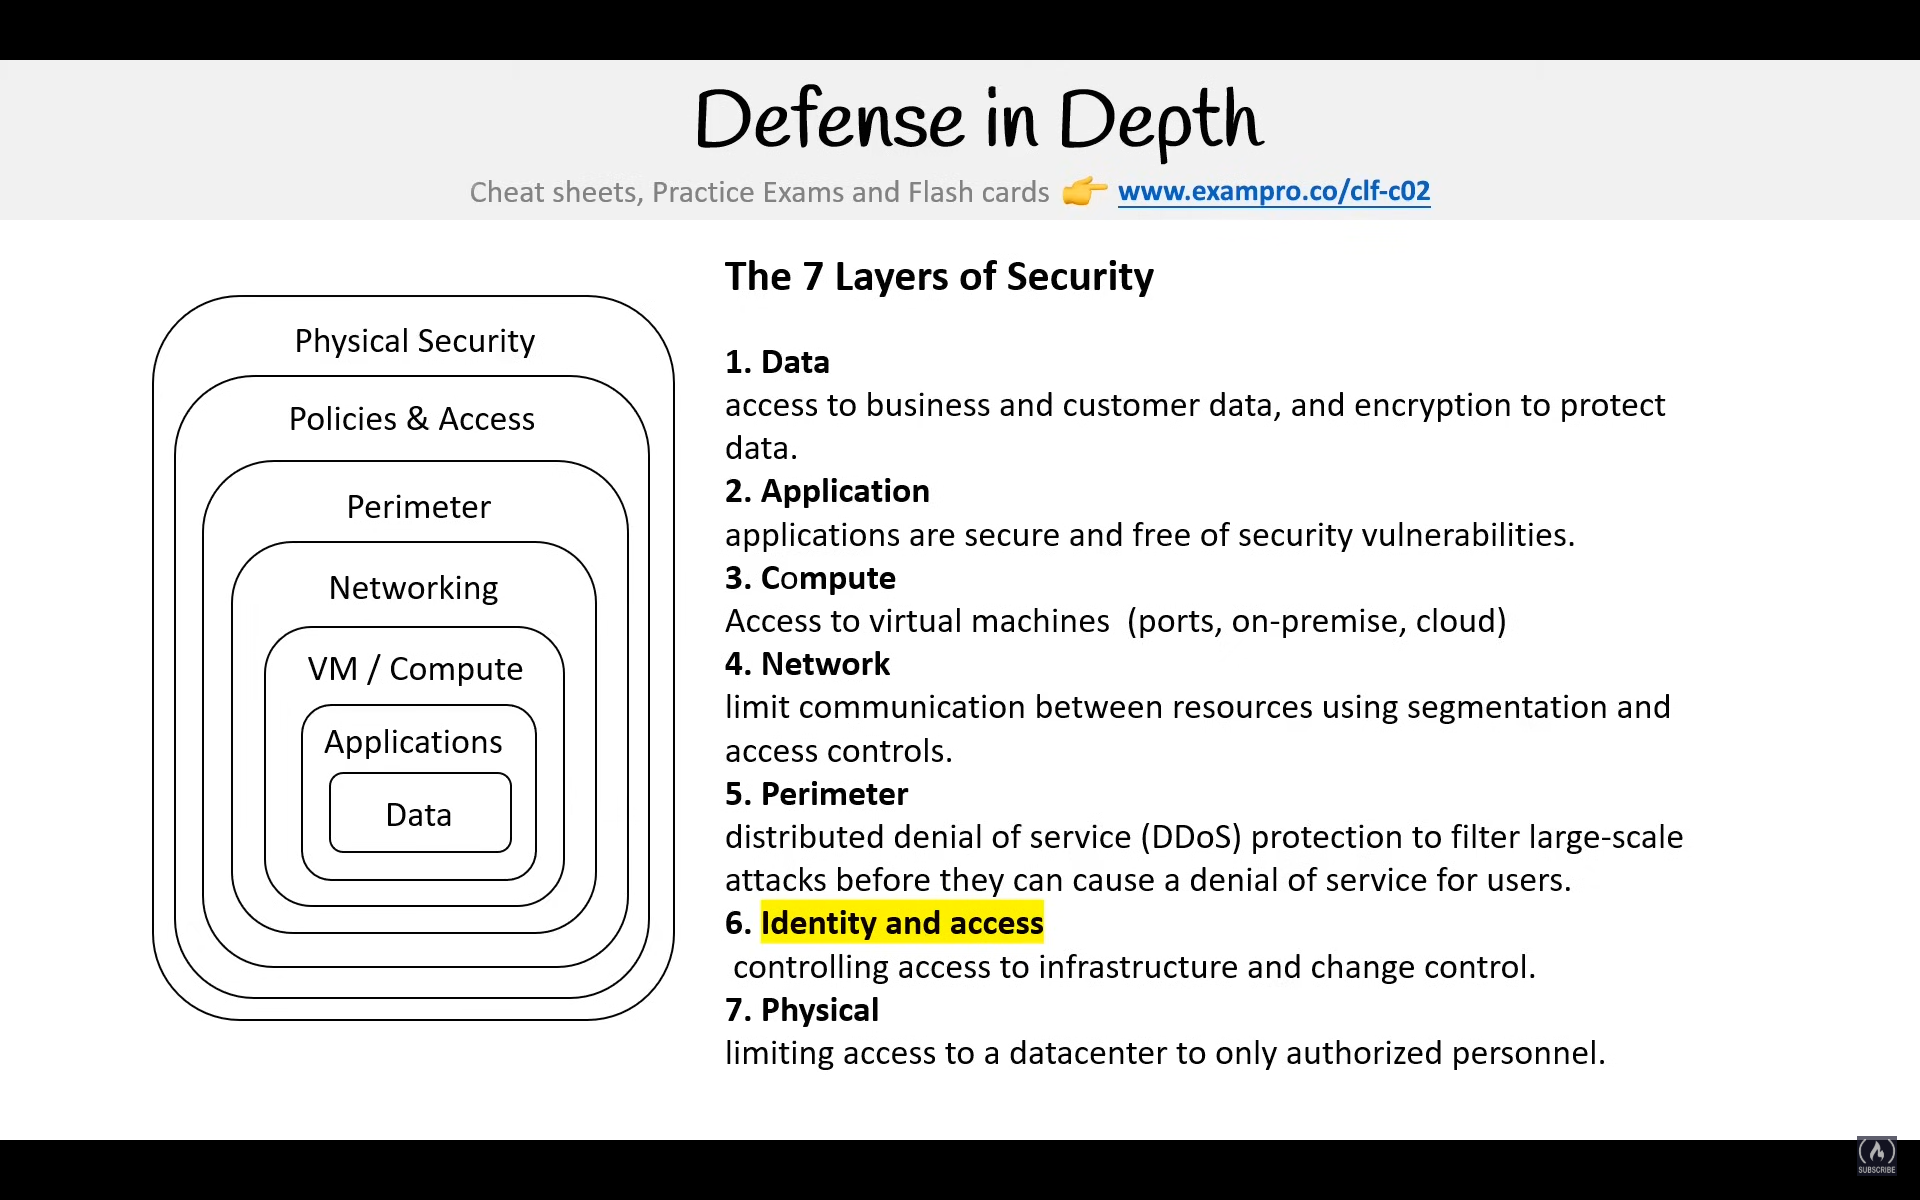 Defense in Depth
Cheat sheets, Practice Exams and Flash cards 👉 www.exampro.co/clf-c02
Physical Security
Policies & Access
Perimeter
Networking
VM / Compute
Applications
Data
The 7 Layers of Security
1. Data
access to business and customer data, and encryption to protect
data.
2. Application
applications are secure and free of security vulnerabilities.
3. Compute
Access to virtual machines  (ports, on-premise, cloud)
4. Network
limit communication between resources using segmentation and
access controls.
5. Perimeter
distributed denial of service (DDoS) protection to filter large-scale
attacks before they can cause a denial of service for users.
6. Identity and access
controlling access to infrastructure and change control.
7. Physical
limiting access to a datacenter to only authorized personnel.
SUBSCRIBE